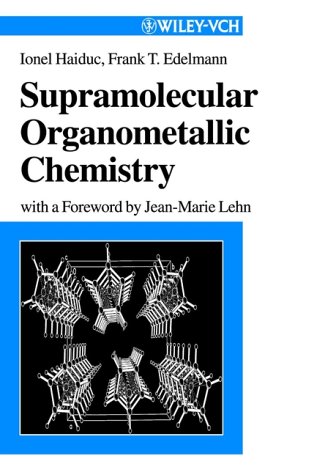 WILEY-VCH
Ionel Haiduc, Frank T. Edelmann
Supramolecular
Organometallic
Chemistry
with a Foreword by Jean-Marie Lehn